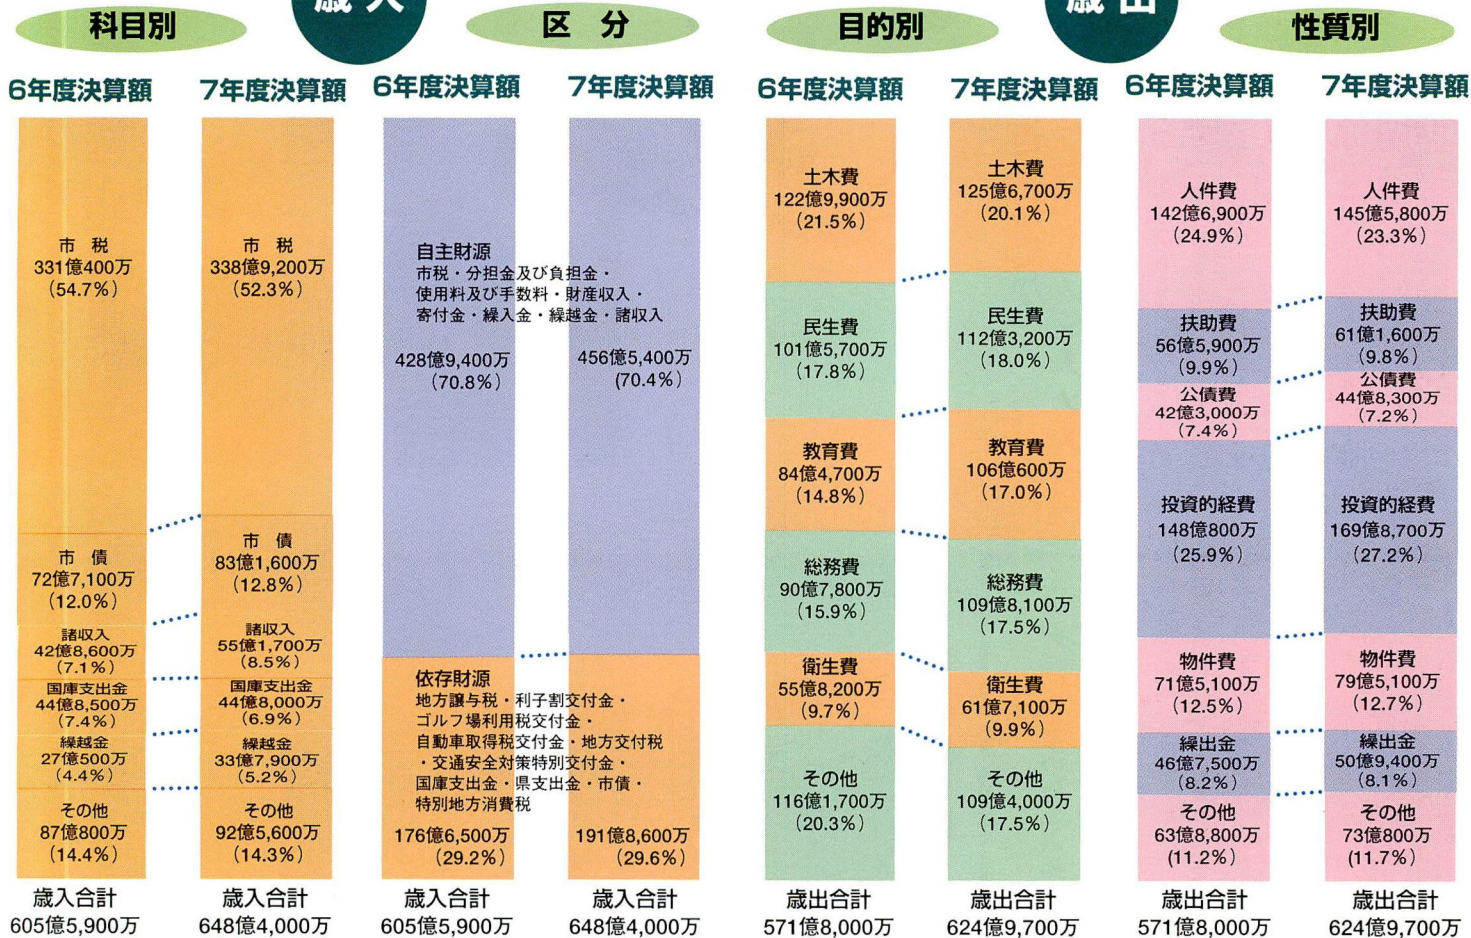 歳入
科目別
区 分
6年度決算額
7年度決算額
6年度決算額
7年度決算額
市 税
331億400万
(54.7%)
市 債
72億7,100万
(12.0%)
諸収入
42億8,600万
(7.1%)
国庫支出金
44億8,500万
(7.4%)
繰越金
27億500万
(4.4%)
その他
87億800万
(14.4%)
歳入合計
605億5,900万
市 税
338億9,200万
(52.3%)
市 債
83億1,600万
(12.8%)
諸収入
55億1,700万
(8.5%)
国庫支出金
44億8,000万
(6.9%)
繰越金
33億7,900万
(5.2%)
その他
92億5,600万
(14.3%)
歳入合計
648億4,000万
自主財源
市税・分担金及び負担金・
使用料及び手数料・財産収入・
寄付金・繰入金・繰越金・諸収入
428億9,400万
(70.8%)
456億5,400万
(70.4%)
依存財源
地方譲与税・利子割交付金・
ゴルフ場利用税交付金・
自動車取得税交付金・地方交付税
・交通安全対策特別交付金・
国庫支出金・県支出金・市債・
特別地方消費税
176億6,500万
(29.2%)
191億8,600万
(29.6%)
歳入合計
605億5,900万
歳入合計
648億4,000万
歳出
目的別
性質別
6年度決算額
7年度決算額
6年度決算額
7年度決算額
土木費
122億9,900万
(21.5%)
民生費
101億5,700万
(17.8%)
教育費
84億4,700万
(14.8%)
総務費
90億7,800万
(15.9%)
衛生費
55億8,200万
(9.7%)
その他
116億1,700万
(20.3%)
歳出合計
571億8,000万
土木費
125億6,700万
(20.1%)
民生費
112億3,200万
(18.0%)
教育費
106億600万
(17.0%)
総務費
109億8,100万
(17.5%)
衛生費
61億7,100万
(9.9%)
その他
109億4,000万
(17.5%)
歳出合計
624億9,700万
人件費
142億6,900万
(24.9%)
扶助費
56億5,900万
(9.9%)
公債費
42億3,000万
(7.4%)
投資的経費
148億800万
(25.9%)
物件費
71億5,100万
(12.5%)
繰出金
46億7,500万
(8.2%)
その他
63億8,800万
(11.2%)
歳出合計
571億8,000万
人件費
145億5,800万
(23.3%)
扶助費
61億1,600万
(9.8%)
公債費
44億8,300万
(7.2%)
投資的経費
169億8,700万
(27.2%)
物件費
79億5,100万
(12.7%)
繰出金
50億9,400万
(8.1%)
その他
73億800万
(11.7%)
歳出合計
624億9,700万